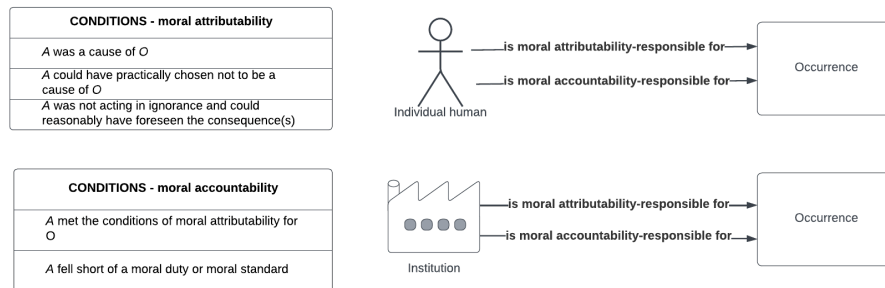 CONDITIONS - moral attributability
A was a cause of O
A could have practically chosen not to be a
cause of O
A was not acting in ignorance and could
reasonably have foreseen the consequence(s)
is moral attributability-responsible for
is moral accountability-responsible for
Individual human
Occurrence
CONDITIONS - moral accountability
A met the conditions of moral attributability for
O
A fell short of a moral duty or moral standard
is moral attributability-responsible for
is moral accountability-responsible for
Institution
Occurrence